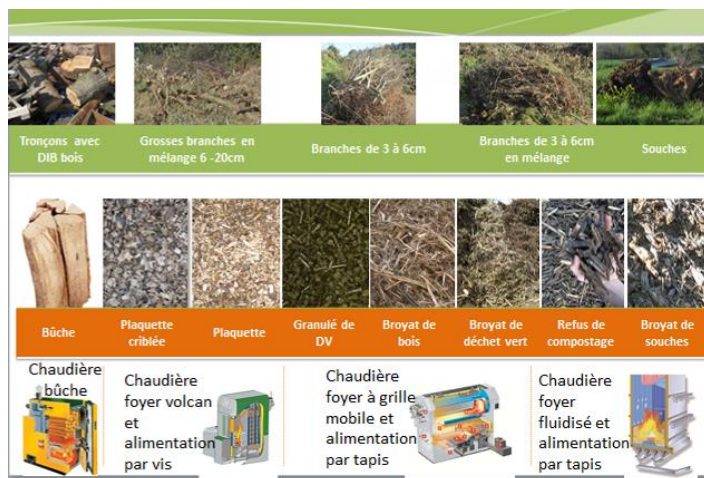 Tronçons avec
DIB bois
Grosses branches en
mélange 6 -20cm
Branches de 3 à 6cm
Branches de 3 à 6cm
en mélange
Souches
Bûche
Plaquette
criblée
Plaquette
Granulé de
DV
Broyat de
bois
Broyat de
déchet vert
Refus de
compostage
Broyat de
souches
Chaudière
bûche
Chaudière
foyer volcan
et
alimentation
par vis
Chaudière
foyer à grille
mobile et
alimentation
par tapis
Chaudière
foyer
fluidisé et
alimentation
par tapis